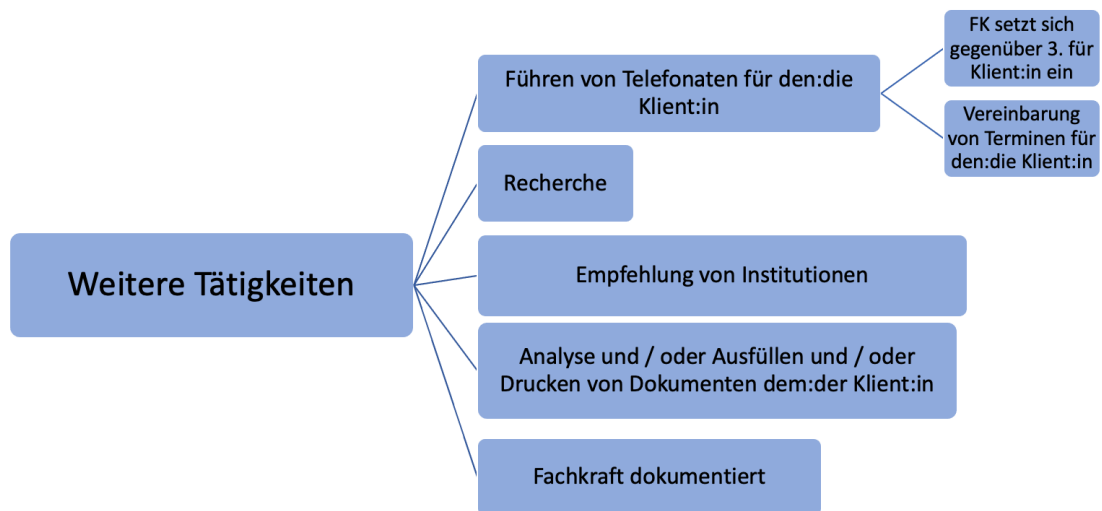 Weitere Tätigkeiten
Führen von Telefonaten für den:die
Klient:in
FK setzt sich
gegenüber 3. für
Klient:in ein
Vereinbarung
von Terminen für
den:die Klient:in
Recherche
Empfehlung von Institutionen
Analyse und / oder Ausfüllen und / oder
Drucken von Dokumenten dem:der Klient:in
Fachkraft dokumentiert